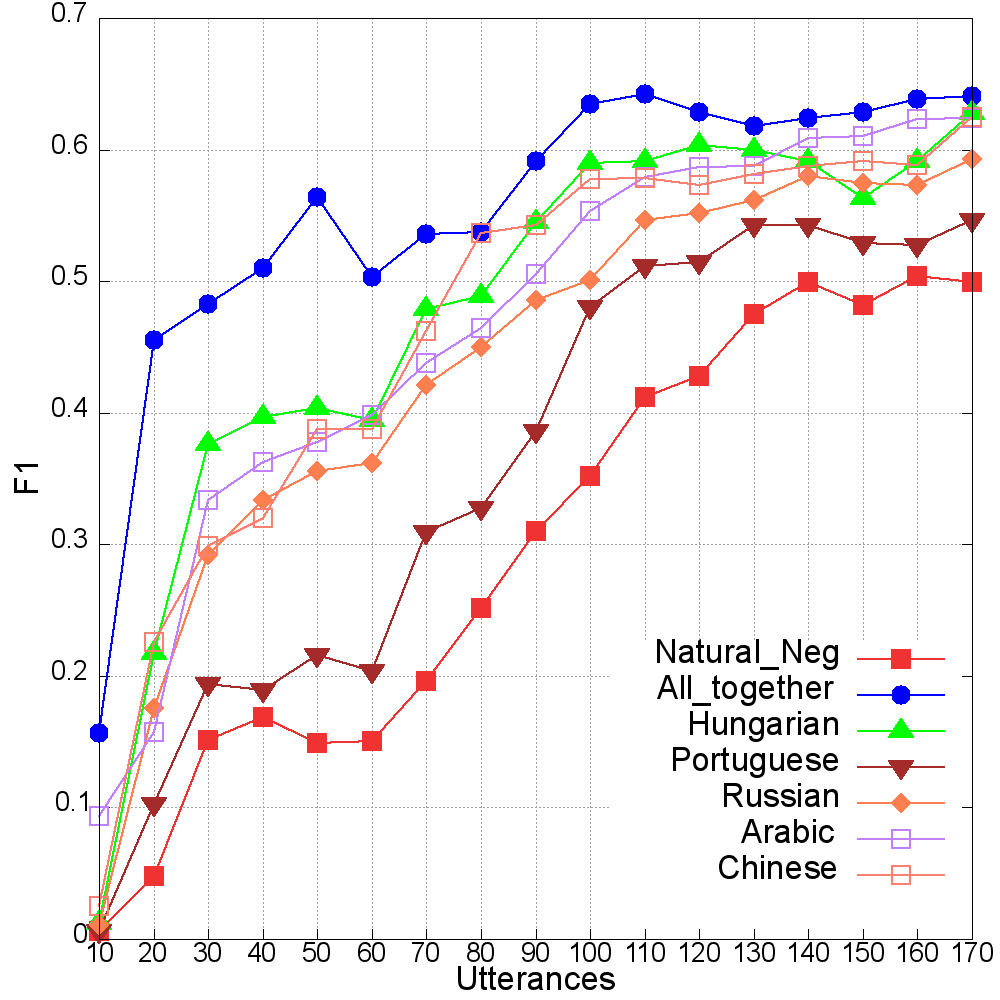 0.7
0.6
0.5
0.4
0.3
0.2
0.1
0
F1
10 20 30 40 50 60 70 80 90 100 110 120 130 140 150 160 170
Utterances
Natural_Neg
All_together
Hungarian
Portuguese
Russian
Arabic
Chinese